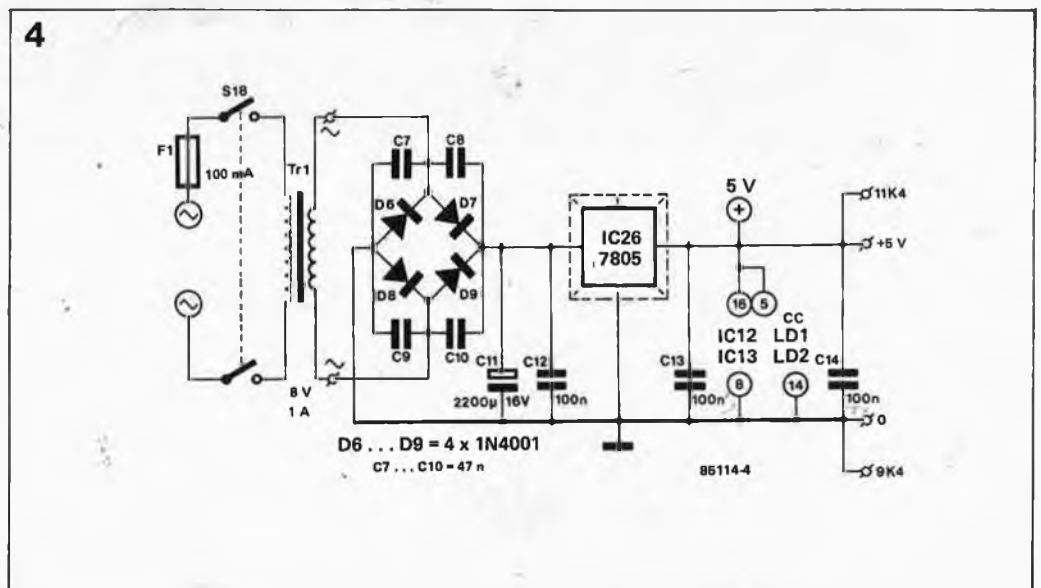 4
S18
F1
100 mA
Tr1
8 V
1 A
C7
C8
D6
D7
D8
D9
C9
C10
C11
2200µ
16V
C12
100n
IC26
7805
C13
100n
5 V
+
16
5
IC12
IC13
CC
LD1
LD2
8
14
C14
100n
11K4
+5 V
0
9K4
D6 . . . D9 = 4 x 1N4001
C7 . . . C10 = 47 n
85114-4